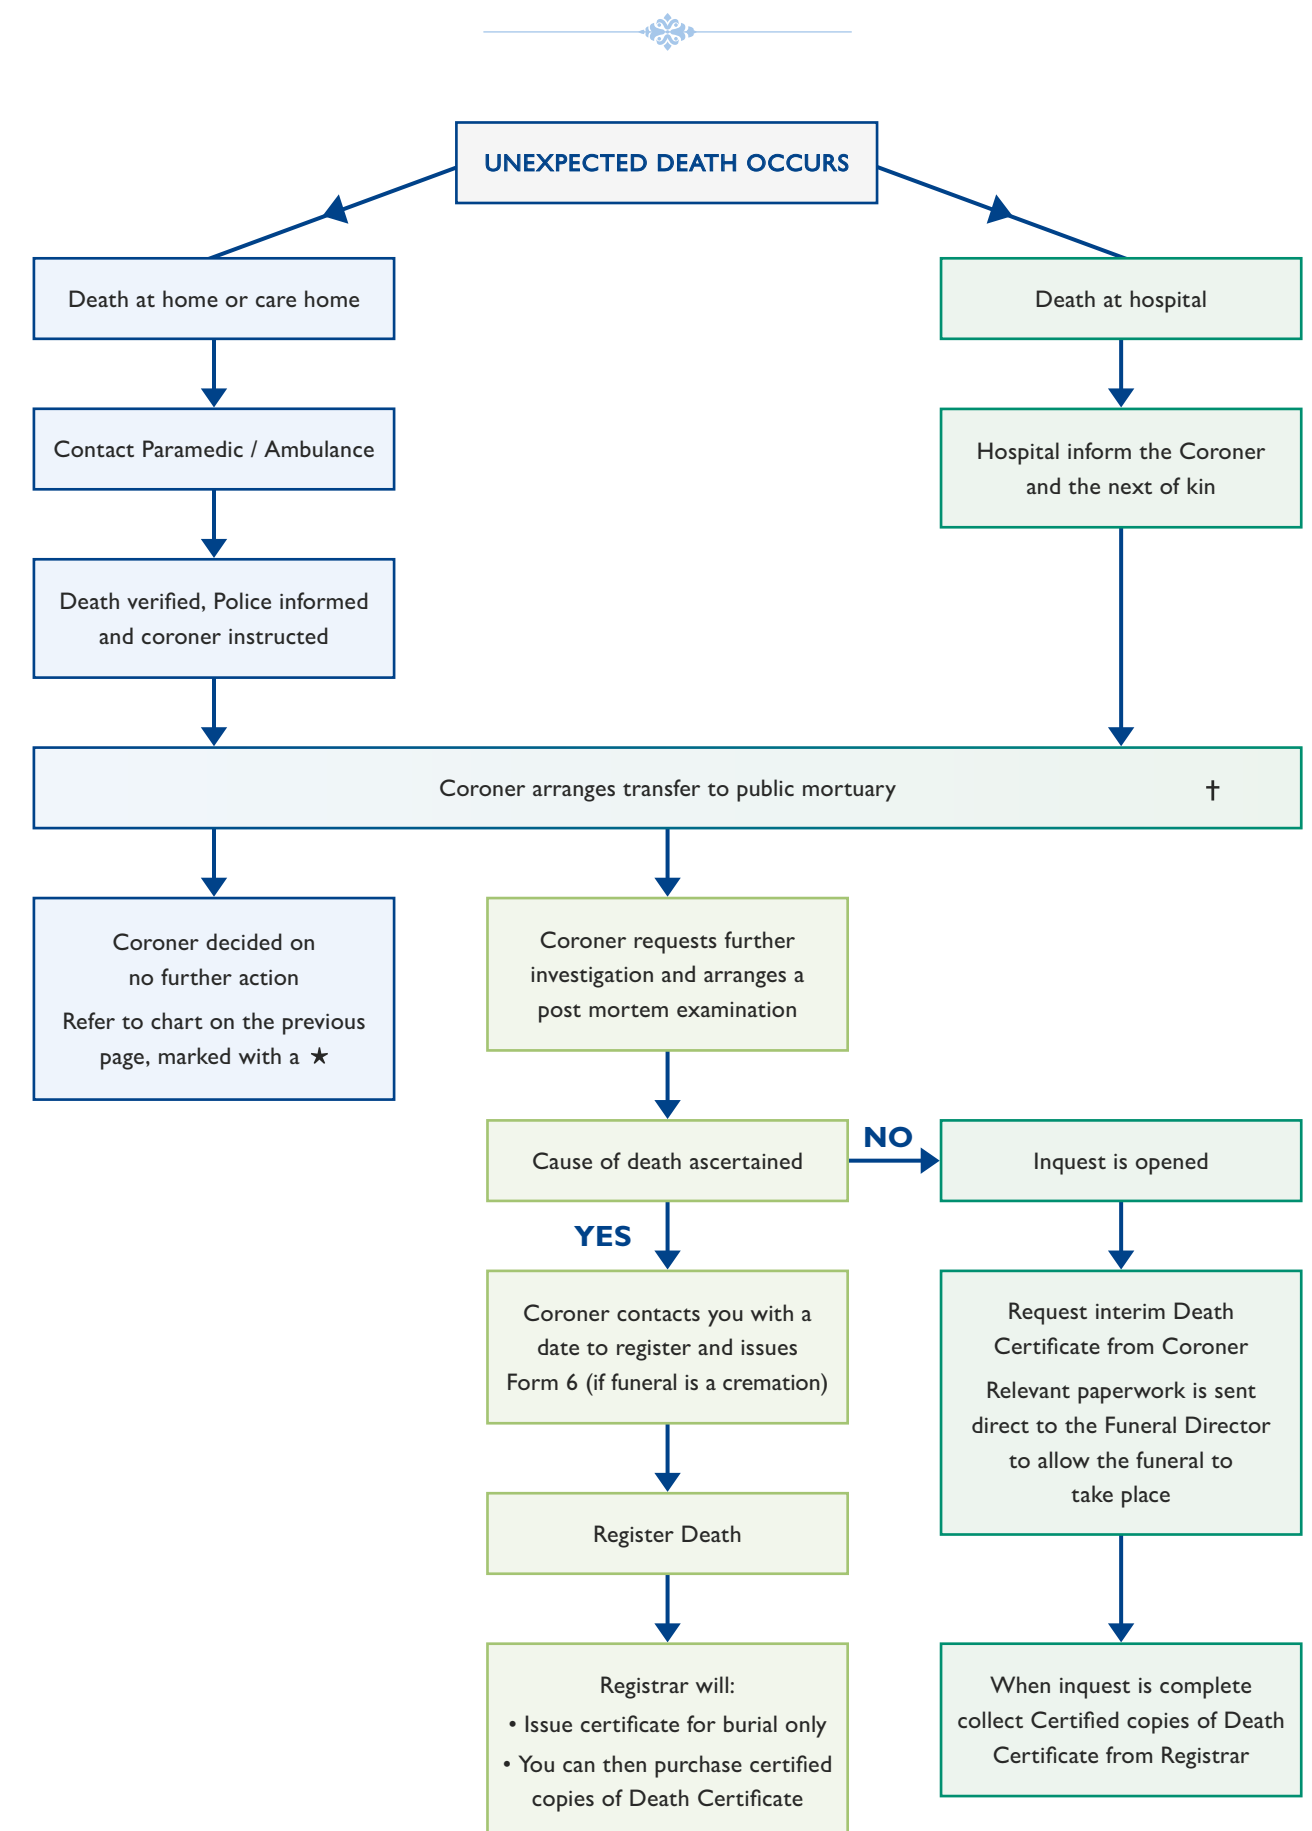 UNEXPECTED DEATH OCCURS
Death at home or care home
Death at hospital
Contact Paramedic / Ambulance
Hospital inform the Coroner
and the next of kin
Death verified, Police informed
and coroner instructed
Coroner arranges transfer to public mortuary †
Coroner decided on
no further action
Refer to chart on the previous
page, marked with a ★
Coroner requests further
investigation and arranges a
post mortem examination
Cause of death ascertained
NO
Inquest is opened
YES
Coroner contacts you with a
date to register and issues
Form 6 (if funeral is a cremation)
Request interim Death
Certificate from Coroner
Relevant paperwork is sent
direct to the Funeral Director
to allow the funeral to
take place
Register Death
Registrar will:
• Issue certificate for burial only
• You can then purchase certified
copies of Death Certificate
When inquest is complete
collect Certified copies of Death
Certificate from Registrar